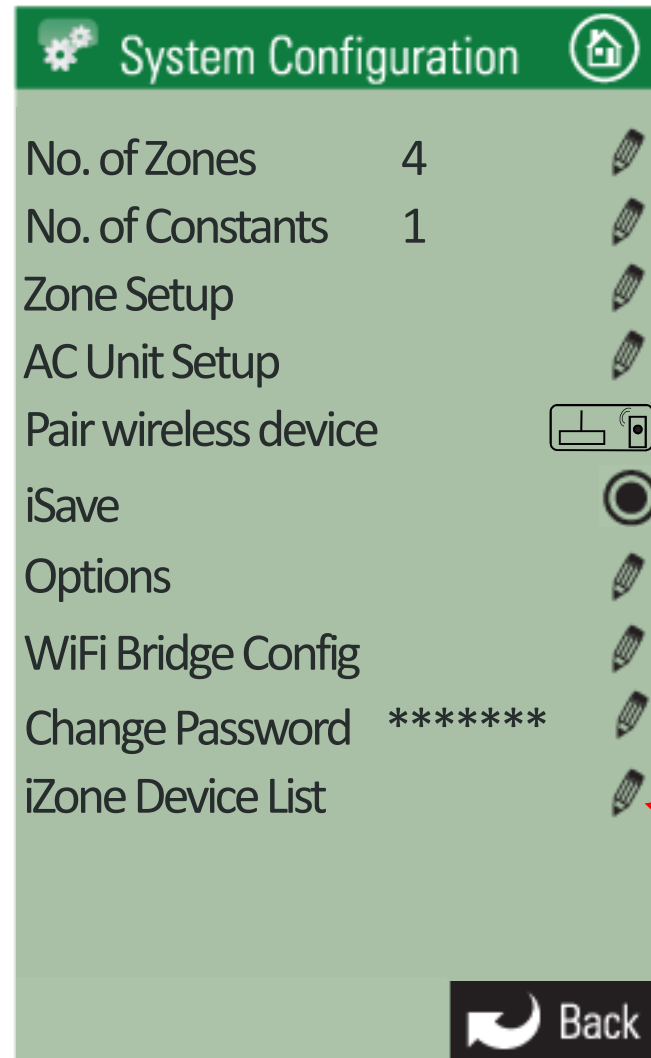 System Configuration
No. of Zones 4
No. of Constants 1
Zone Setup
AC Unit Setup
Pair wireless device
iSave
Options
WiFi Bridge Config
Change Password *******
iZone Device List
Back